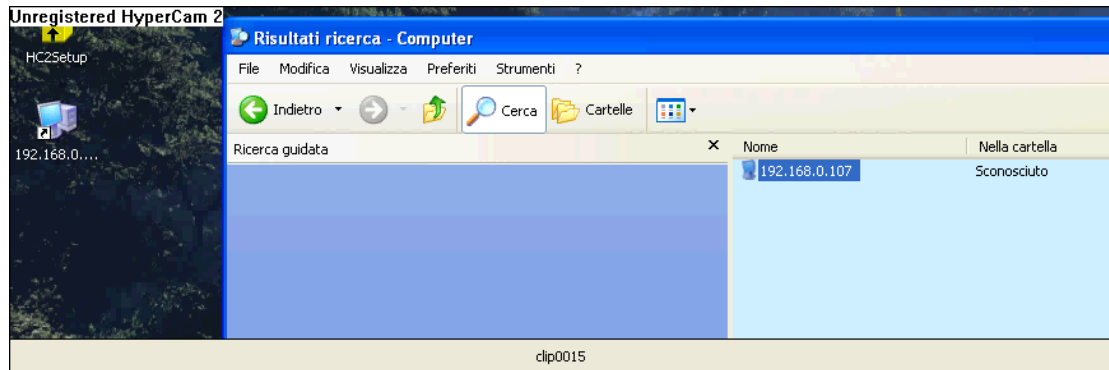 Unregistered HyperCam 2
HC2Setup
192.168.0....
Risultati ricerca - Computer
File Modifica Visualizza Preferiti Strumenti ?
Indietro Cerca Cartelle
Ricerca guidata
Nome Nella cartella
192.168.0.107 Sconosciuto
clip0015